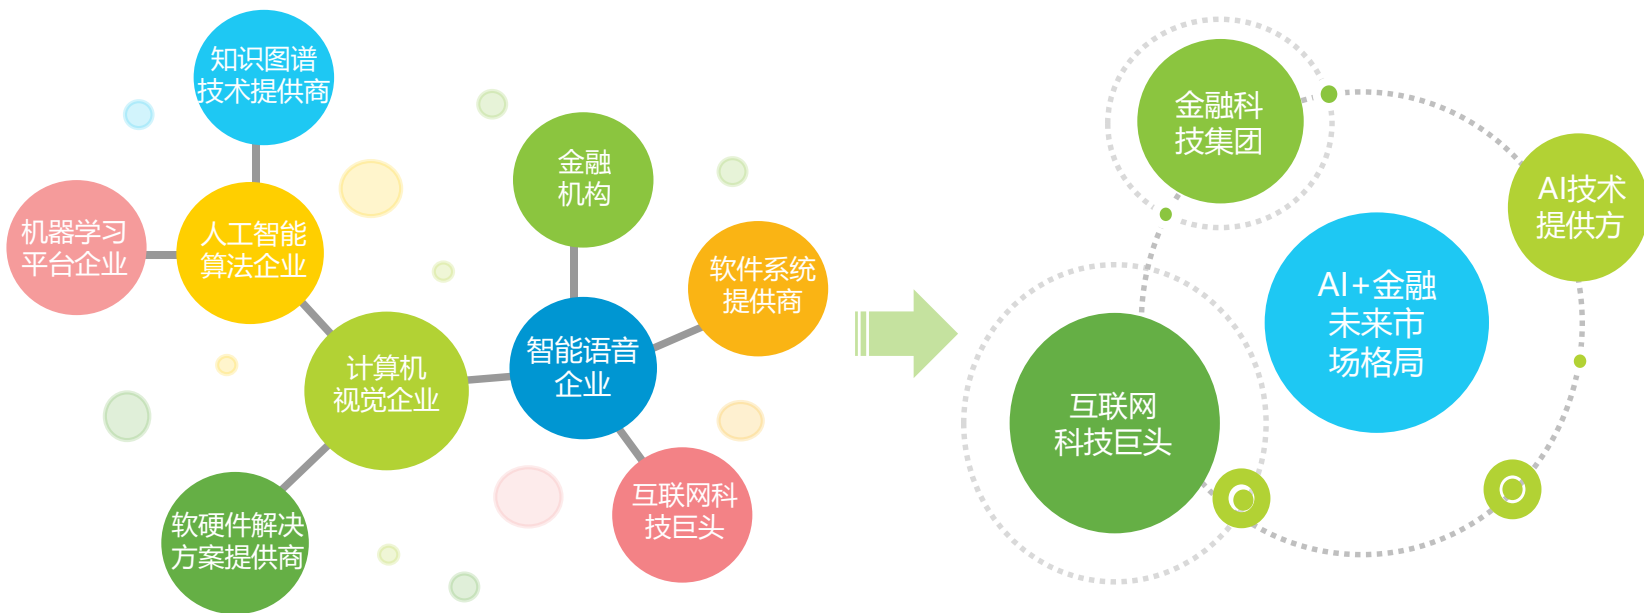 知识图谱
技术提供商
机器学习
平台企业
人工智能
算法企业
金融
机构
软件系统
提供商
计算机
视觉企业
智能语音
企业
软硬件解决
方案提供商
互联网科
技巨头
金融科
技集团
AI技术
提供方
AI+金融
未来市
场格局
互联网
科技巨头